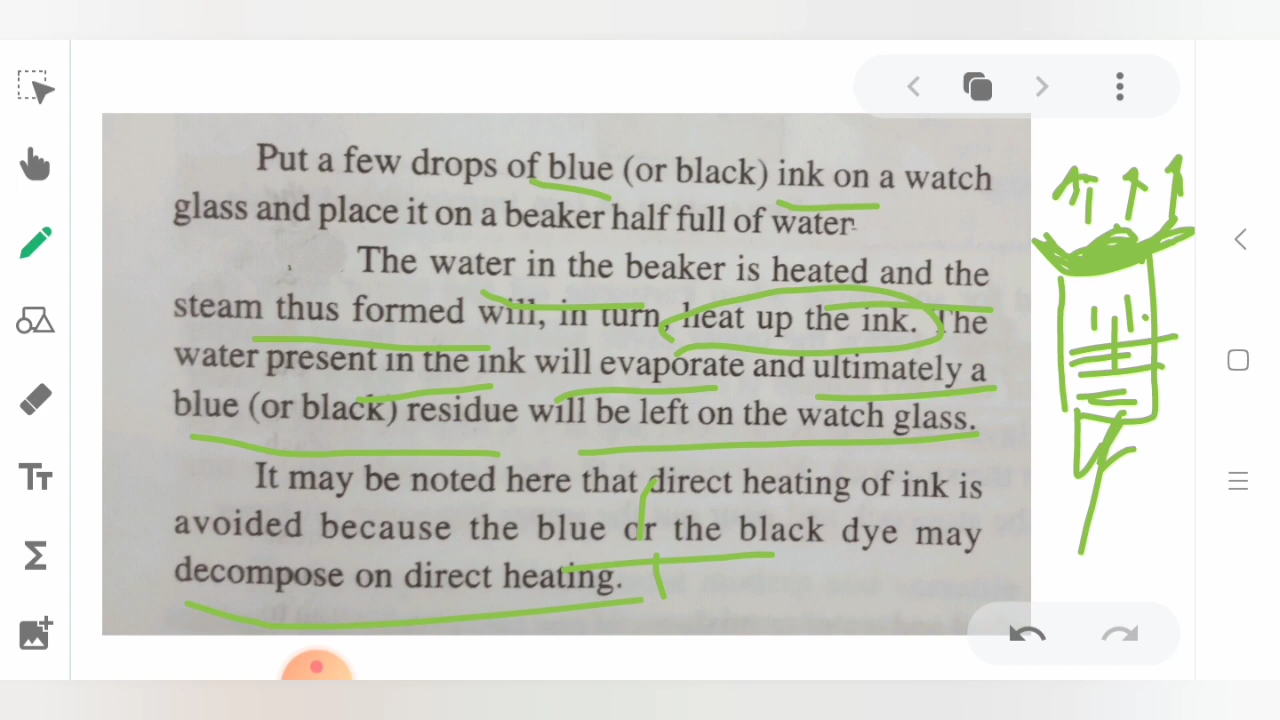 Put a few drops of blue (or black) ink on a watch
glass and place it on a beaker half full of water
The water in the beaker is heated and the
steam thus formed will, in turn, heat up the ink. The
water present in the ink will evaporate and ultimately a
blue (or black) residue will be left on the watch glass.
It may be noted here that direct heating of ink is
avoided because the blue or the black dye may
decompose on direct heating.